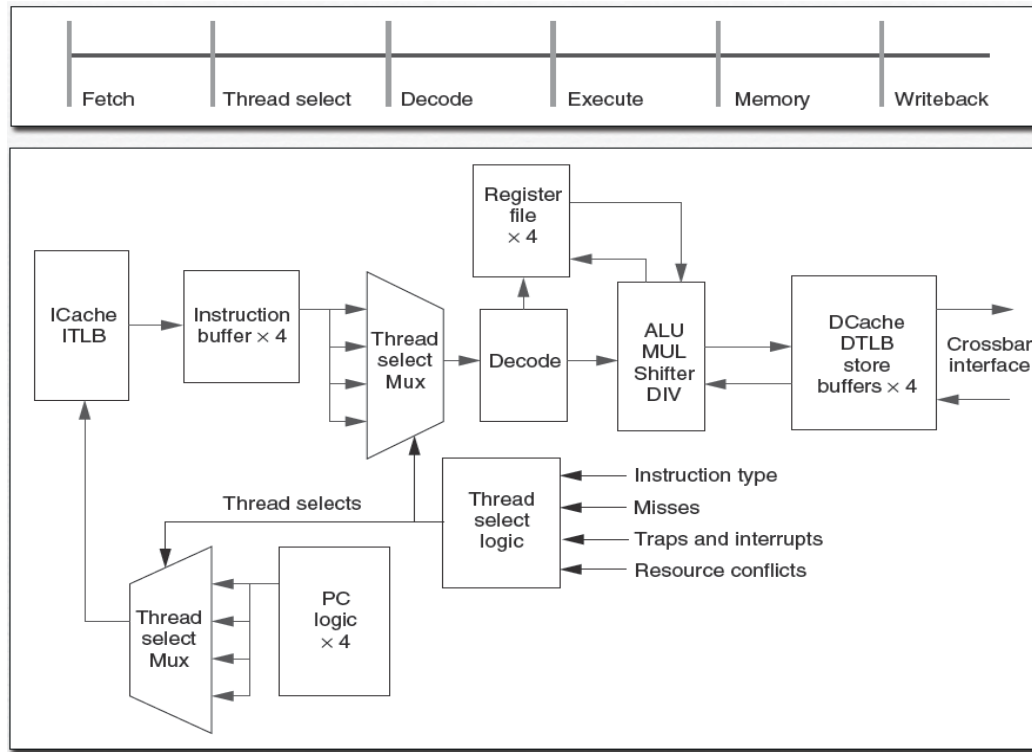 Fetch
Thread select
Decode
Execute
Memory
Writeback
Register
file
× 4
ICache
ITLB
Instruction
buffer × 4
Thread
select
Mux
Decode
ALU
MUL
Shifter
DIV
DCache
DTLB
store
buffers × 4
Crossbar
interface
Thread selects
Thread
select
logic
Instruction type
Misses
Traps and interrupts
Resource conflicts
Thread
select
Mux
PC
logic
× 4